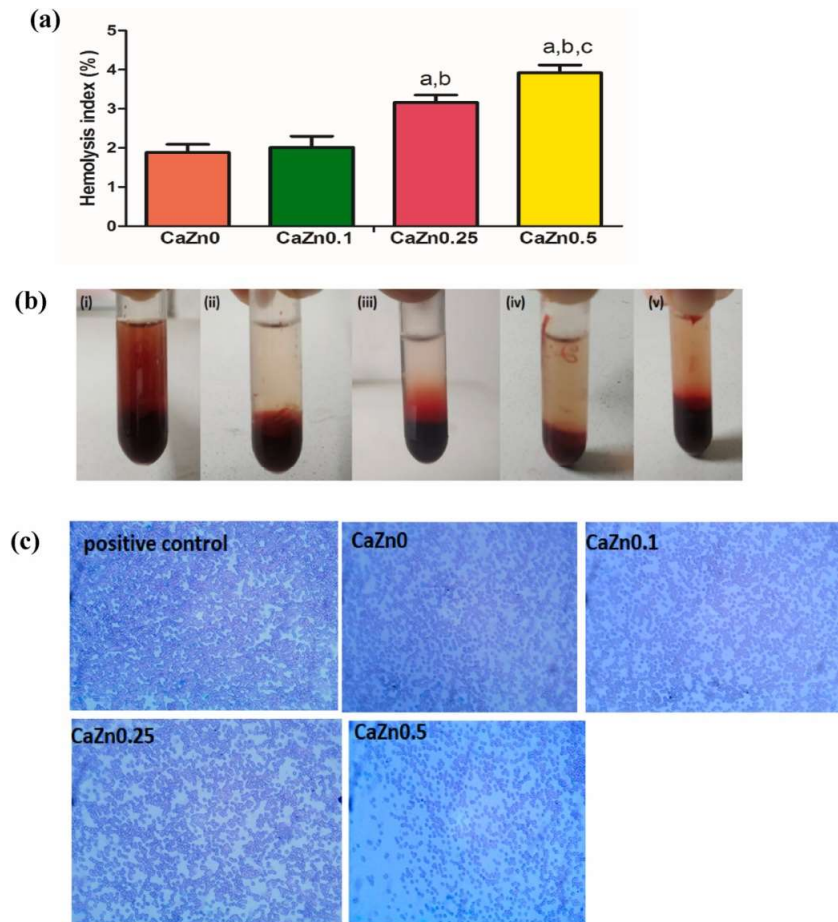 (a)
5
4
3
2
1
0
Hemolysis index (%)
a,b
a,b,c
CaZn0
CaZn0.1
CaZn0.25
CaZn0.5
(b)
(i)
(ii)
(iii)
(iv)
(v)
(c)
positive control
CaZn0
CaZn0.1
CaZn0.25
CaZn0.5